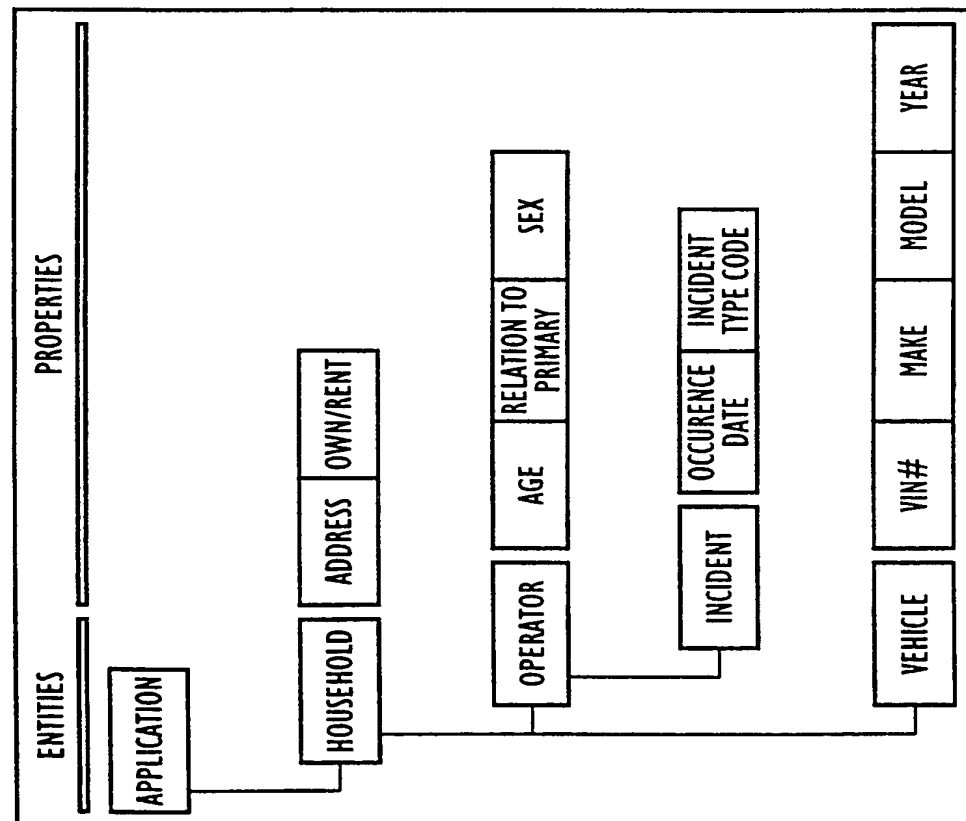 ENTITIES
PROPERTIES
APPLICATION
HOUSEHOLD
ADDRESS
OWN/RENT
OPERATOR
AGE
RELATION TO
PRIMARY
SEX
INCIDENT
OCCURENCE
DATE
INCIDENT
TYPE CODE
VEHICLE
VIN#
MAKE
MODEL
YEAR